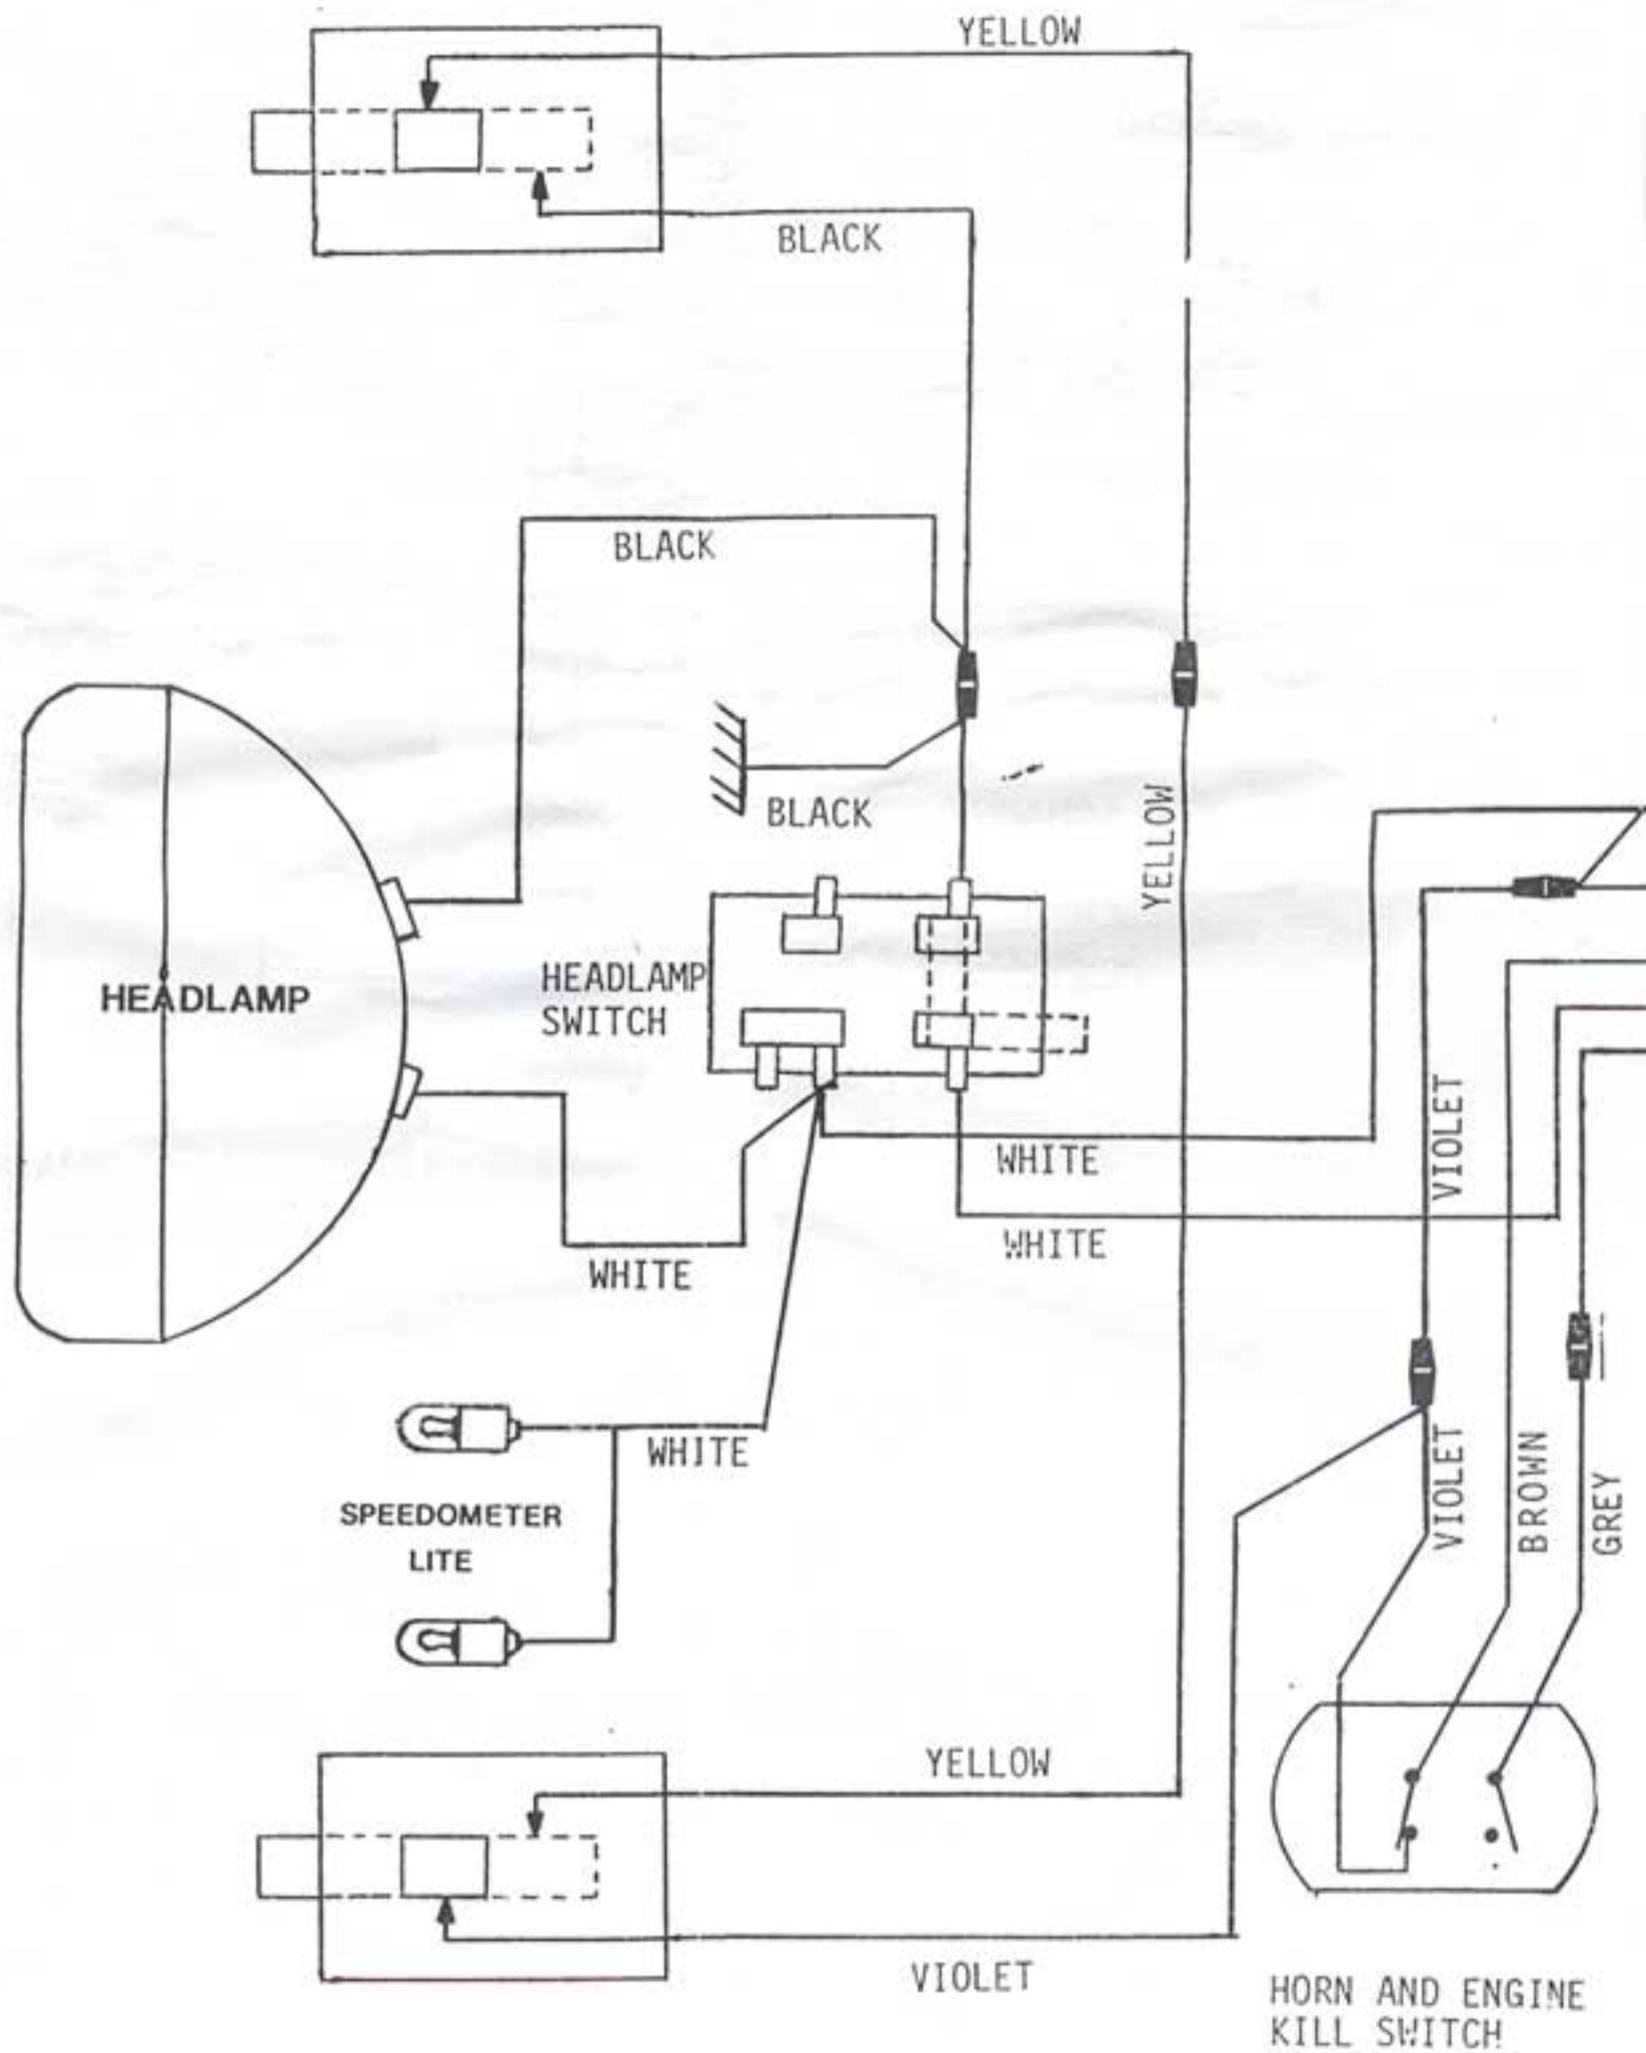 YELLOW
BLACK
BLACK
BLACK
YELLOW
HEADLAMP
HEADLAMP
SWITCH
VIOLET
WHITE
WHITE
WHITE
WHITE
VIOLET
BROWN
GREY
SPEEDOMETER
LITE
YELLOW
VIOLET
HORN AND ENGINE
KILL SWITCH